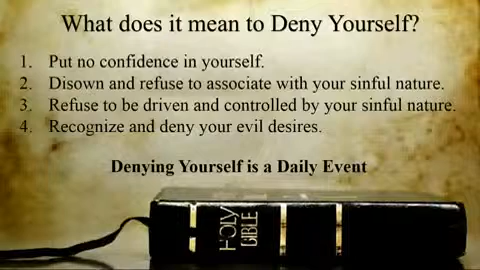 What does it mean to Deny Yourself?
1. Put no confidence in yourself.
2. Disown and refuse to associate with your sinful nature.
3. Refuse to be driven and controlled by your sinful nature.
4. Recognize and deny your evil desires.
Denying Yourself is a Daily Event
HOLY
BIBLE